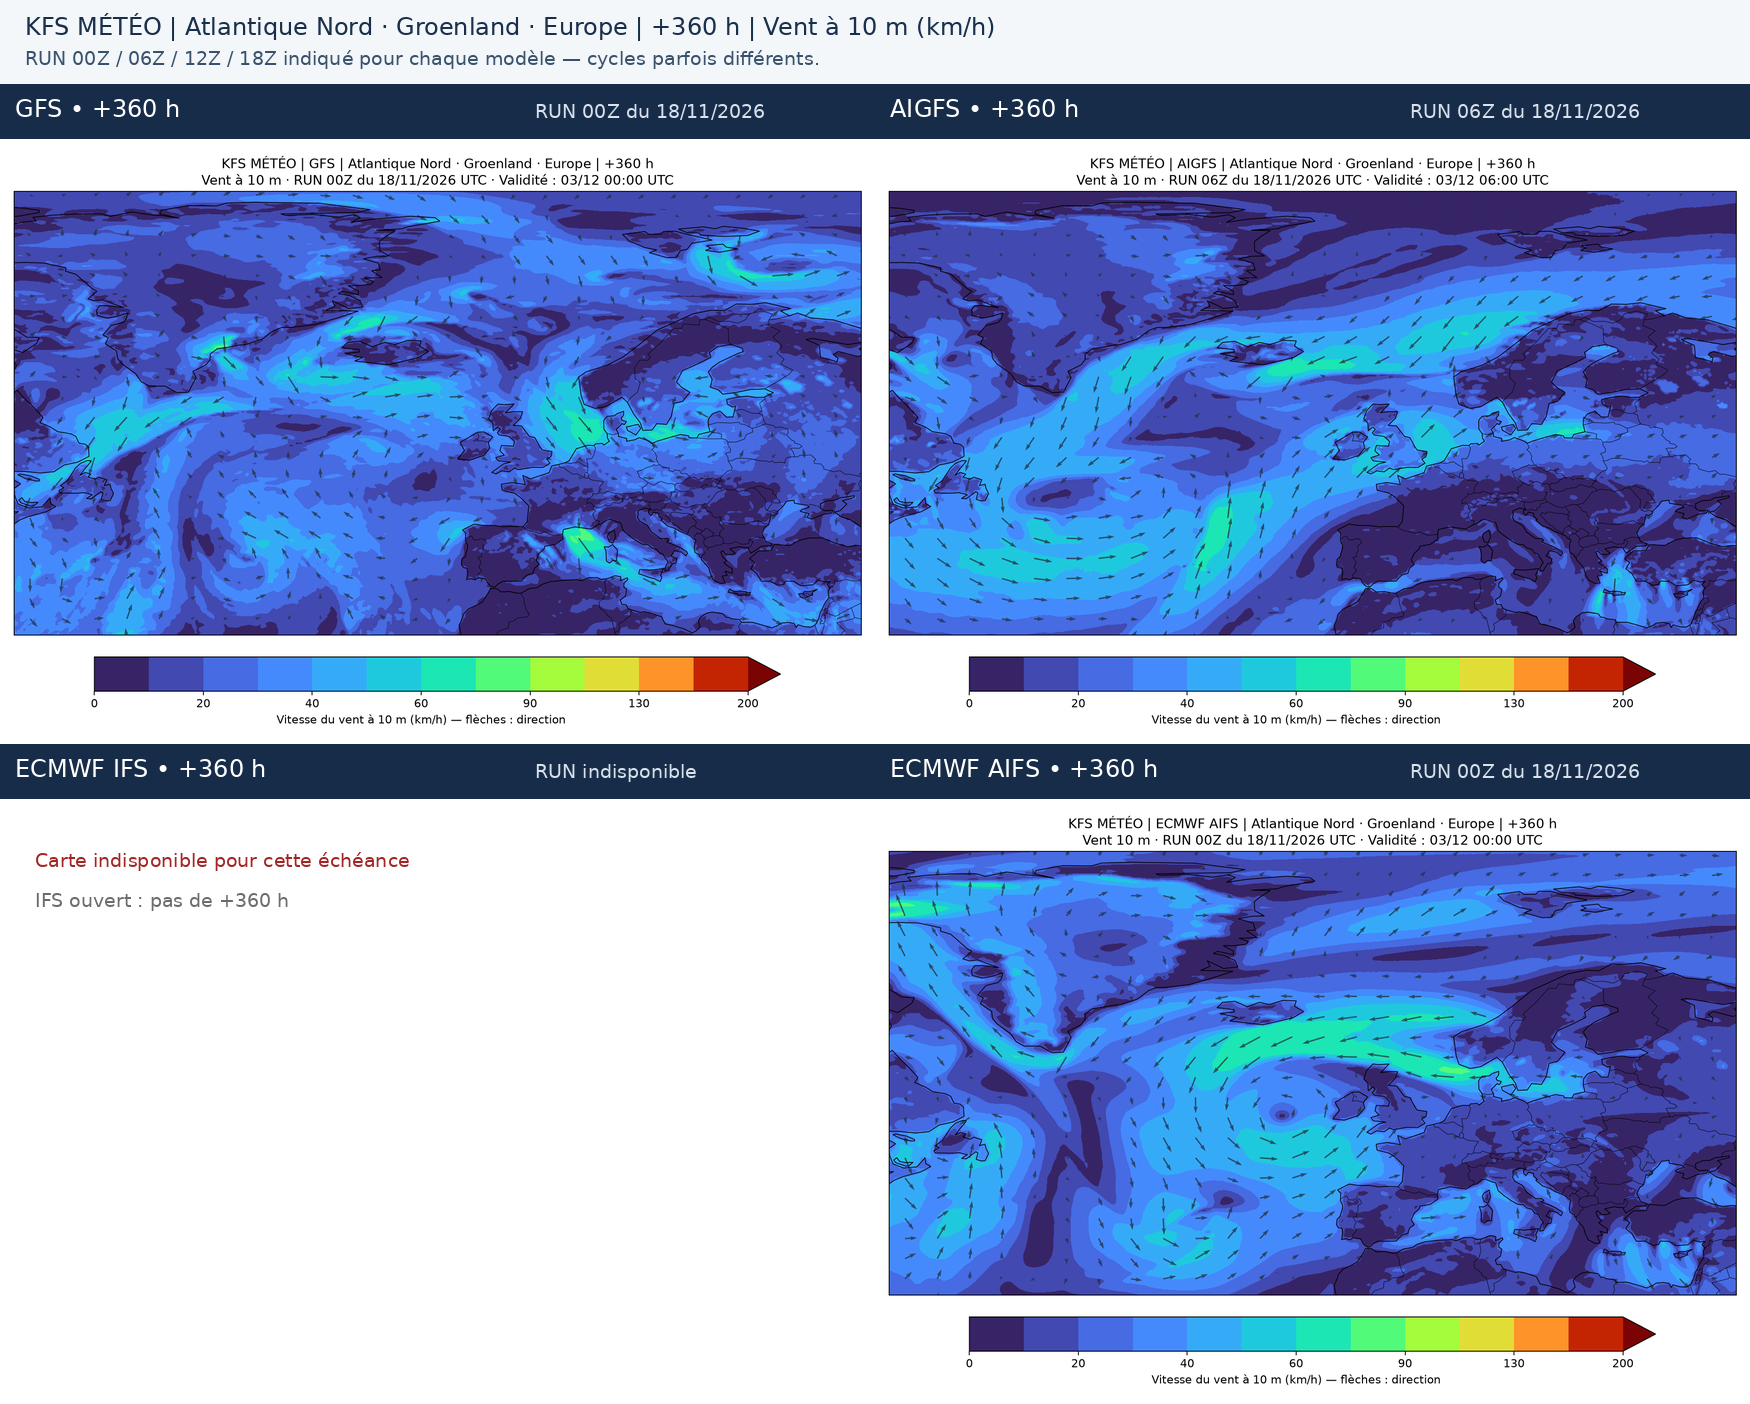 KFS MÉTÉO | Atlantique Nord · Groenland · Europe | +360 h | Vent à 10 m (km/h)
RUN 00Z / 06Z / 12Z / 18Z indiqué pour chaque modèle — cycles parfois différents.
GFS • +360 h
RUN 00Z du 18/11/2026
KFS MÉTÉO | GFS | Atlantique Nord · Groenland · Europe | +360 h
Vent à 10 m · RUN 00Z du 18/11/2026 UTC · Validité : 03/12 00:00 UTC
0 20 40 60 90 130 200
Vitesse du vent à 10 m (km/h) — flèches : direction
AIGFS • +360 h
RUN 06Z du 18/11/2026
KFS MÉTÉO | AIGFS | Atlantique Nord · Groenland · Europe | +360 h
Vent à 10 m · RUN 06Z du 18/11/2026 UTC · Validité : 03/12 06:00 UTC
0 20 40 60 90 130 200
Vitesse du vent à 10 m (km/h) — flèches : direction
ECMWF IFS • +360 h
RUN indisponible
Carte indisponible pour cette échéance
IFS ouvert : pas de +360 h
ECMWF AIFS • +360 h
RUN 00Z du 18/11/2026
KFS MÉTÉO | ECMWF AIFS | Atlantique Nord · Groenland · Europe | +360 h
Vent 10 m · RUN 00Z du 18/11/2026 UTC · Validité : 03/12 00:00 UTC
0 20 40 60 90 130 200
Vitesse du vent à 10 m (km/h) — flèches : direction